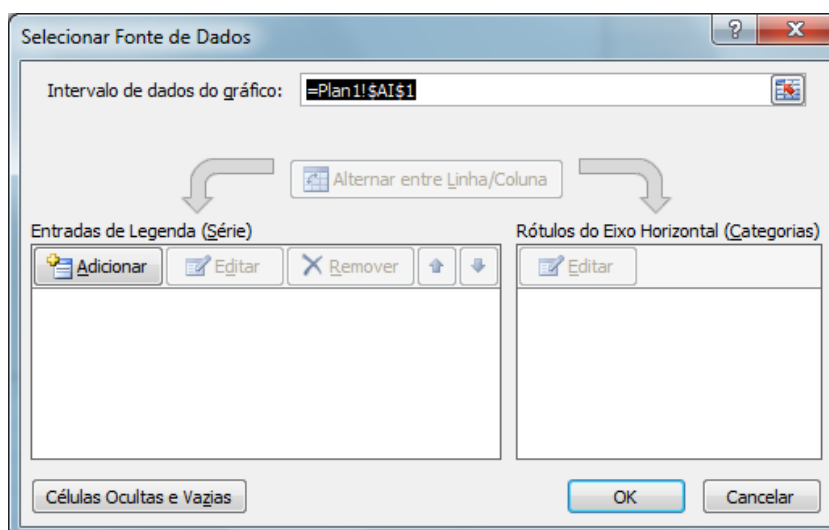 Selecionar Fonte de Dados
Intervalo de dados do gráfico: =Plan1!$AI$1
Alternar entre Linha/Coluna
Entradas de Legenda (Série)
Rótulos do Eixo Horizontal (Categorias)
Adicionar Editar Remover
Editar
Células Ocultas e Vazias
OK Cancelar